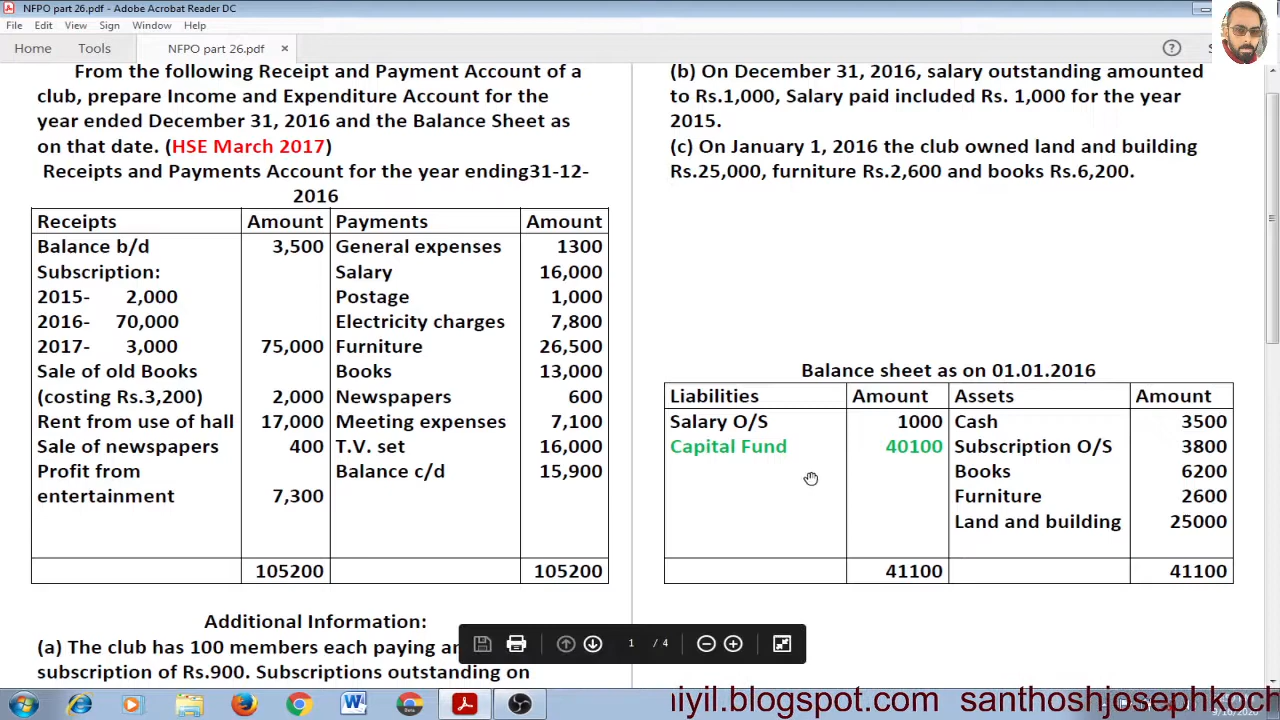 NFPO part 26.pdf - Adobe Acrobat Reader DC
File Edit View Sign Window Help
Home Tools NFPO part 26.pdf ×
From the following Receipt and Payment Account of a
club, prepare Income and Expenditure Account for the
year ended December 31, 2016 and the Balance Sheet as
on that date. (HSE March 2017)
Receipts and Payments Account for the year ending31-12-
2016
Receipts Amount Payments Amount
Balance b/d 3,500 General expenses 1300
Subscription: Salary 16,000
2015- 2,000 Postage 1,000
2016- 70,000 Electricity charges 7,800
2017- 3,000 75,000 Furniture 26,500
Sale of old Books Books 13,000
(costing Rs.3,200) 2,000 Newspapers 600
Rent from use of hall 17,000 Meeting expenses 7,100
Sale of newspapers 400 T.V. set 16,000
Profit from Balance c/d 15,900
entertainment 7,300
105200 105200
Additional Information:
(a) The club has 100 members each paying an
subscription of Rs.900. Subscriptions outstanding on
(b) On December 31, 2016, salary outstanding amounted
to Rs.1,000, Salary paid included Rs. 1,000 for the year
2015.
(c) On January 1, 2016 the club owned land and building
Rs.25,000, furniture Rs.2,600 and books Rs.6,200.
Balance sheet as on 01.01.2016
Liabilities Amount Assets Amount
Salary O/S 1000 Cash 3500
Capital Fund 40100 Subscription O/S 3800
Books 6200
Furniture 2600
Land and building 25000
41100 41100
1 / 4
iiyil.blogspot.com santhoshjosephkoch